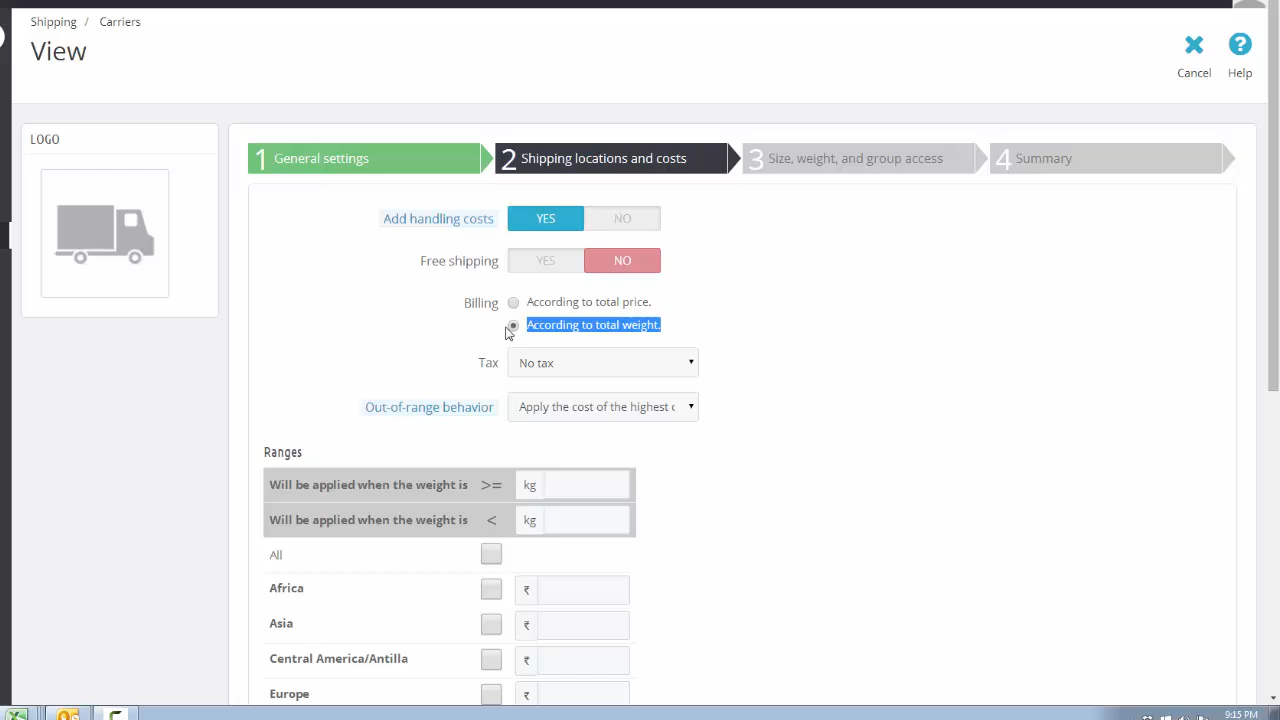 Shipping / Carriers
View
Cancel
Help
LOGO
1 General settings
2 Shipping locations and costs
3 Size, weight, and group access
4 Summary
Add handling costs YES NO
Free shipping YES NO
Billing According to total price.
According to total weight.
Tax No tax
Out-of-range behavior Apply the cost of the highest
Ranges
Will be applied when the weight is >= kg
Will be applied when the weight is < kg
All
Africa ₹
Asia ₹
Central America/Antilla ₹
Europe ₹
9:15 PM